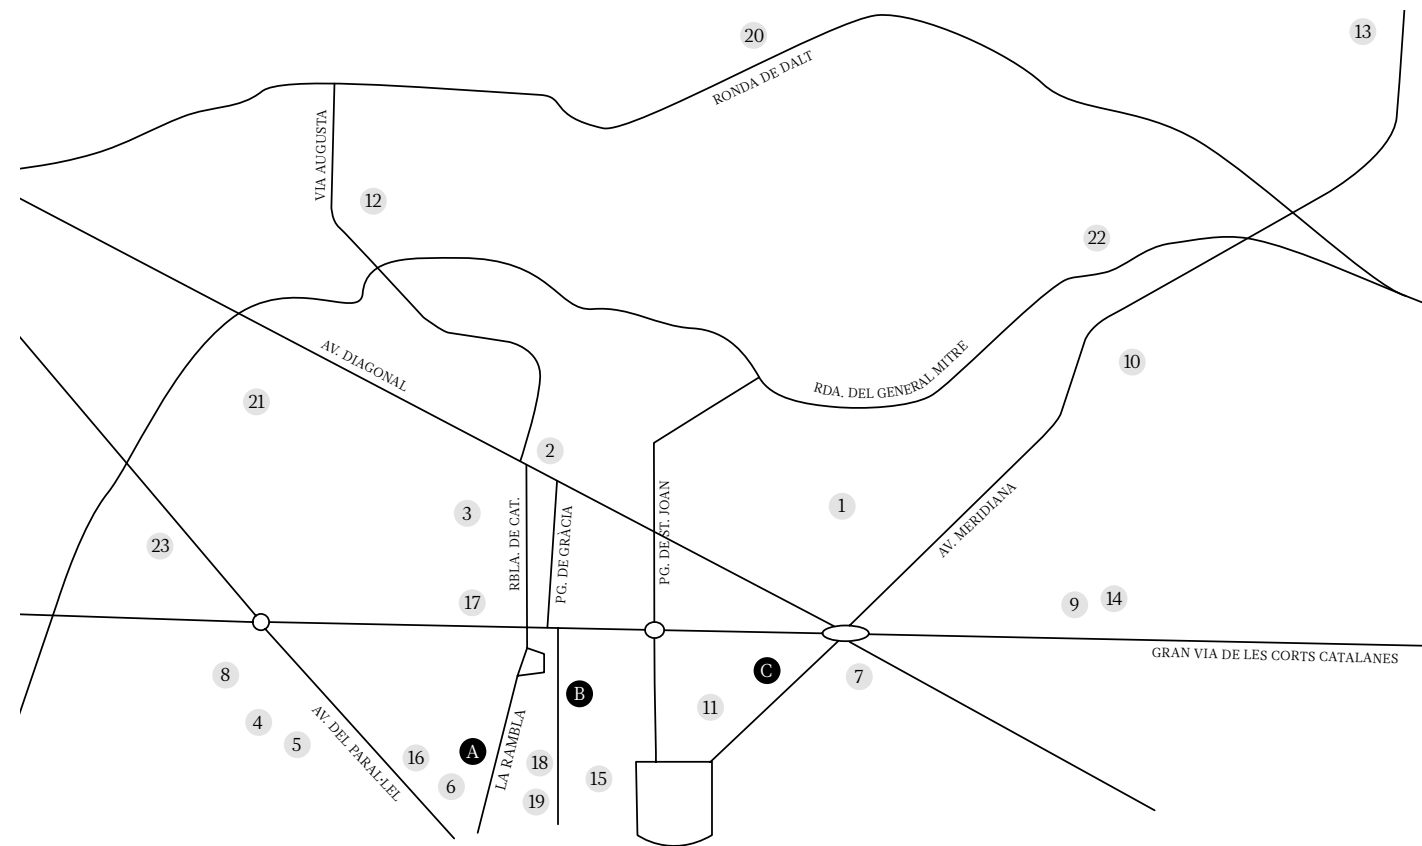 20
13
RONDA DE DALT
VIA AUGUSTA
12
22
AV. DIAGONAL
RDA. DEL GENERAL MITRE
10
21
2
3
RBLA. DE CAT.
PG. DE GRÀCIA
PG. DE ST. JOAN
1
AV. MERIDIANA
23
17
9
14
GRAN VIA DE LES CORTS CATALANES
8
C
7
B
11
4
5
AV. DEL PARAL·LEL
16
A
LA RAMBLA
18
6
15
19